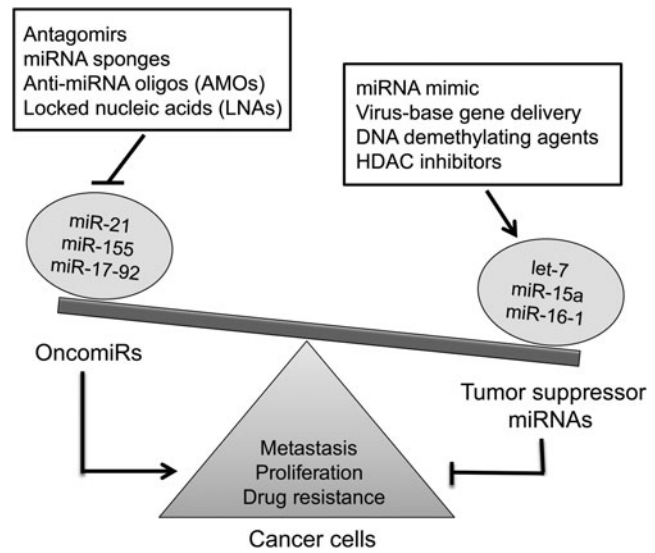 Antagomirs
miRNA sponges
Anti-miRNA oligos (AMOs)
Locked nucleic acids (LNAs)
miRNA mimic
Virus-base gene delivery
DNA demethylating agents
HDAC inhibitors
miR-21
miR-155
miR-17-92
let-7
miR-15a
miR-16-1
OncomiRs
Tumor suppressor
miRNAs
Metastasis
Proliferation
Drug resistance
Cancer cells